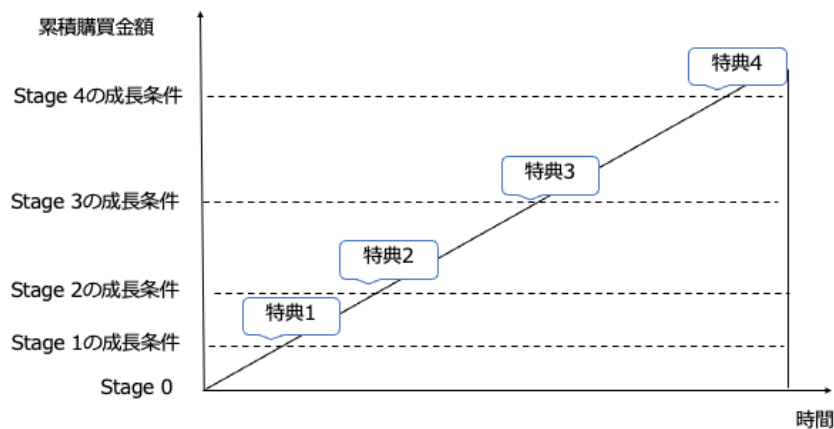 累積購買金額
特典4
Stage 4の成長条件
特典3
Stage 3の成長条件
特典2
Stage 2の成長条件
特典1
Stage 1の成長条件
Stage 0
時間